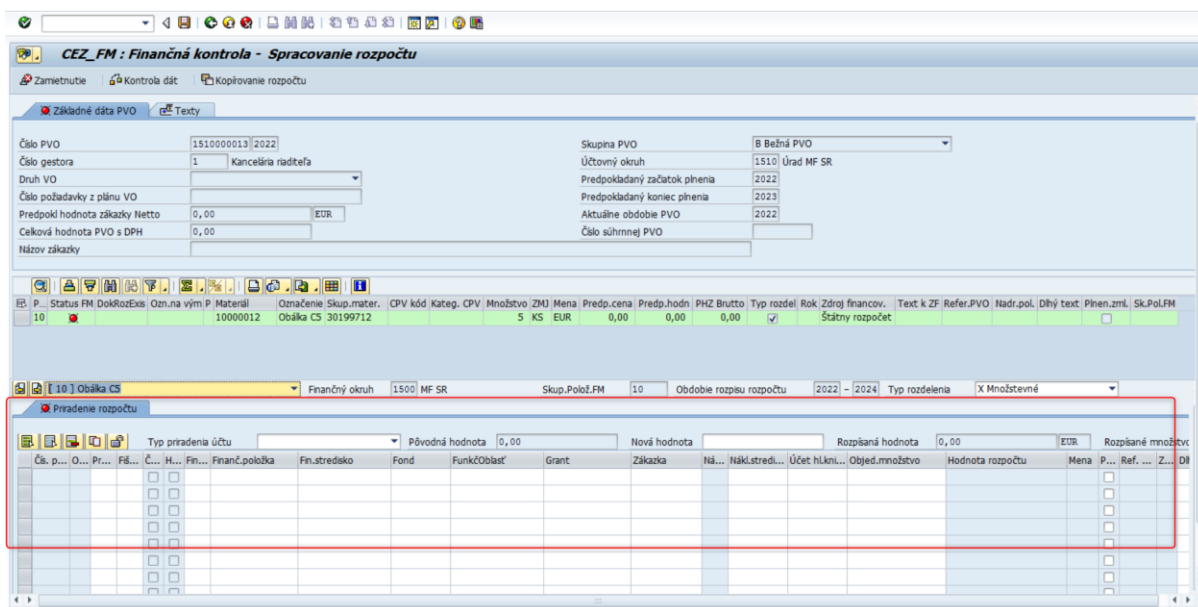 CEZ_FM : Finančná kontrola - Spracovanie rozpočtu
Zamietnutie Kontrola dát Kopírovanie rozpočtu
Základné dáta PVO Texty
Číslo PVO 1510000013 2022 Skupina PVO B Bežná PVO
Číslo gestora 1 Kancelária riaditeľa Účtovný okruh 1510 Úrad MF SR
Druh VO Predpokladaný začiatok plnenia 2022
Číslo požiadavky z plánu VO Predpokladaný koniec plnenia 2023
Predpokl hodnota zákazky Netto 0,00 EUR Aktuálne obdobie PVO 2022
Celková hodnota PVO s DPH 0,00 Číslo súhrnnej PVO
Názov zákazky
P... Status FM DokRozExis Ozn.na vým P Materiál Označenie Skup.mater. CPV kód Kateg. CPV Množstvo ZMJ Mena Predp.cena Predp.hodn PHZ Brutto Typ rozdel Rok Zdroj financov. Text k ZF Refer.PVO Nadr.pol. Dlhý text Plnen.zml. Sk.Pol.FM
10 10000012 Obálka C5 30199712 5 KS EUR 0,00 0,00 0,00 Štátny rozpočet
[ 10 ] Obálka C5 Finančný okruh 1500 MF SR Skup.Polož.FM 10 Obdobie rozpisu rozpočtu 2022 - 2024 Typ rozdelenia X Množstevné
Priradenie rozpočtu
Typ priradenia účtu Pôvodná hodnota 0,00 Nová hodnota Rozpísaná hodnota 0,00 EUR Rozpísané množstvo
Čís. p... O... Pr... Fiš... Č... H... Fin... Finanč.položka Fin.stredisko Fond FunkčOblasť Grant Zákazka Ná... Nákl.stredi... Účet hl.kni... Objed.množstvo Hodnota rozpočtu Mena P... Ref. ... Z... Dl